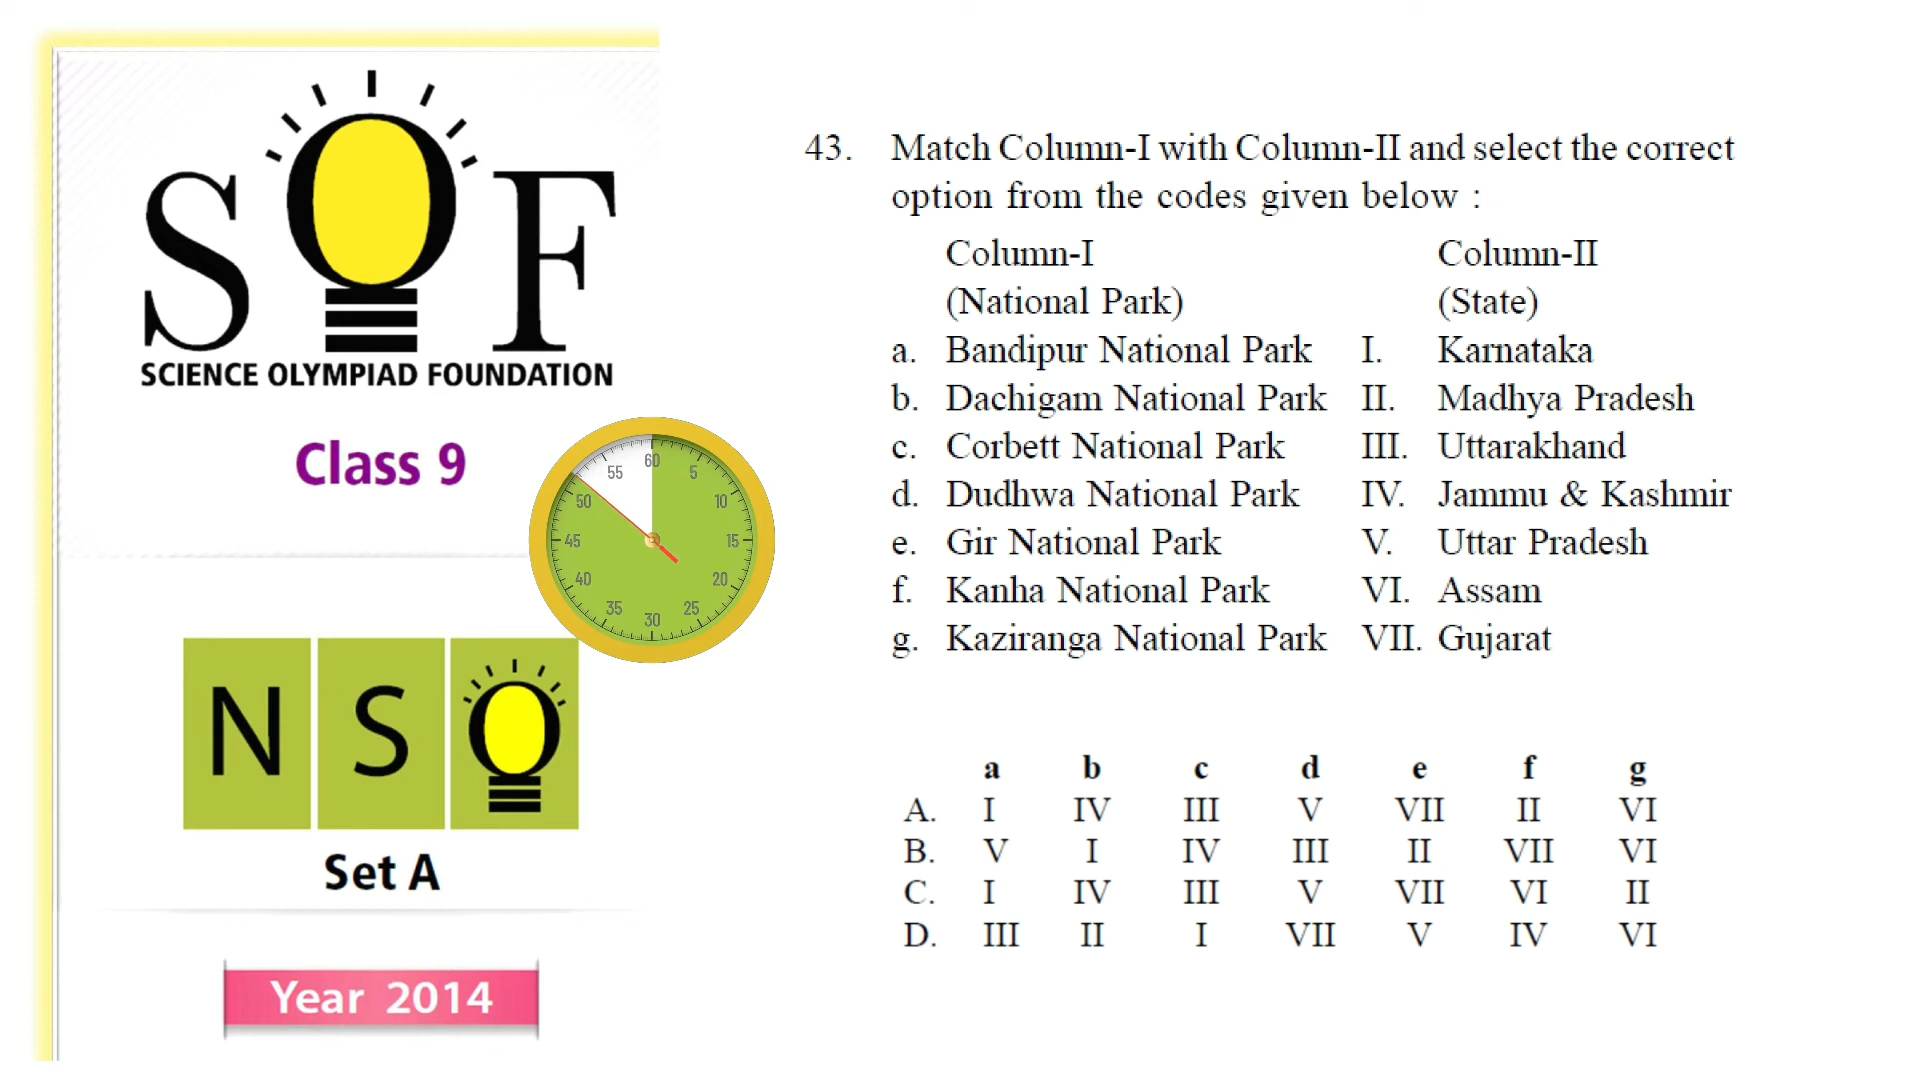 SOF
SCIENCE OLYMPIAD FOUNDATION
Class 9
60
55 5
50 10
45 15
40 20
35 25
30
NSO
Set A
Year 2014
43. Match Column-I with Column-II and select the correct
option from the codes given below :
Column-I Column-II
(National Park) (State)
a. Bandipur National Park I. Karnataka
b. Dachigam National Park II. Madhya Pradesh
c. Corbett National Park III. Uttarakhand
d. Dudhwa National Park IV. Jammu & Kashmir
e. Gir National Park V. Uttar Pradesh
f. Kanha National Park VI. Assam
g. Kaziranga National Park VII. Gujarat
a b c d e f g
A. I IV III V VII II VI
B. V I IV III II VII VI
C. I IV III V VII VI II
D. III II I VII V IV VI